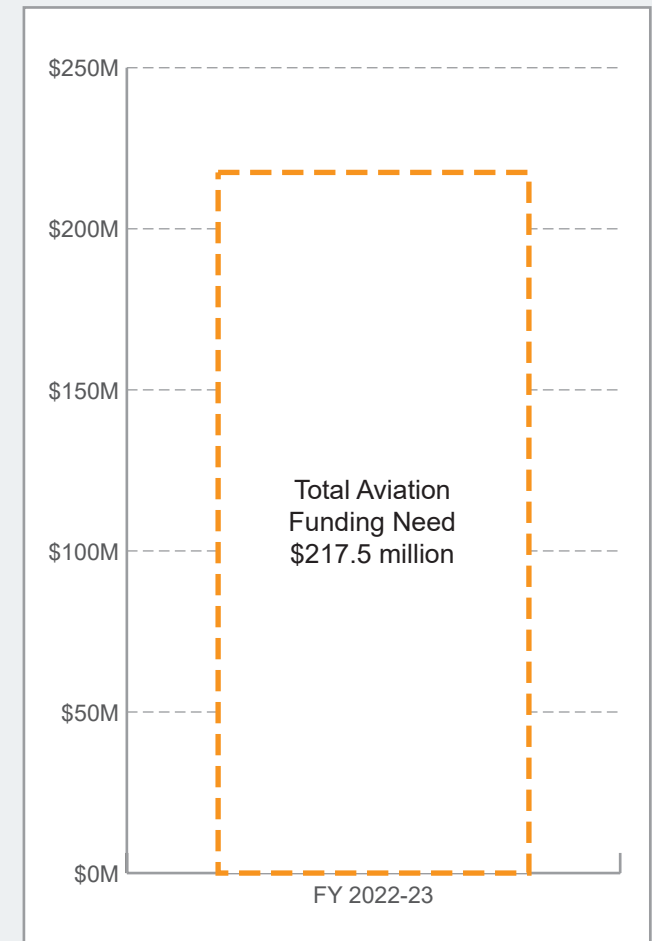 $250M
$200M
$150M
Total Aviation
Funding Need
$217.5 million
$100M
$50M
$0M
FY 2022-23